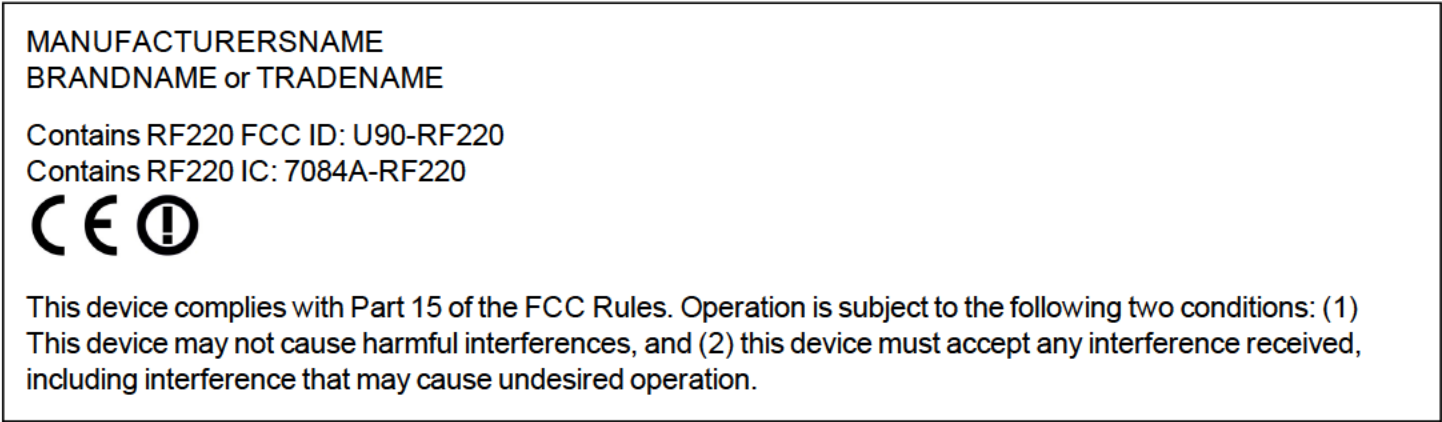 MANUFACTURERSNAME
BRANDNAME or TRADENAME
Contains RF220 FCC ID: U90-RF220
Contains RF220 IC: 7084A-RF220
CE
This device complies with Part 15 of the FCC Rules. Operation is subject to the following two conditions: (1)
This device may not cause harmful interferences, and (2) this device must accept any interference received,
including interference that may cause undesired operation.